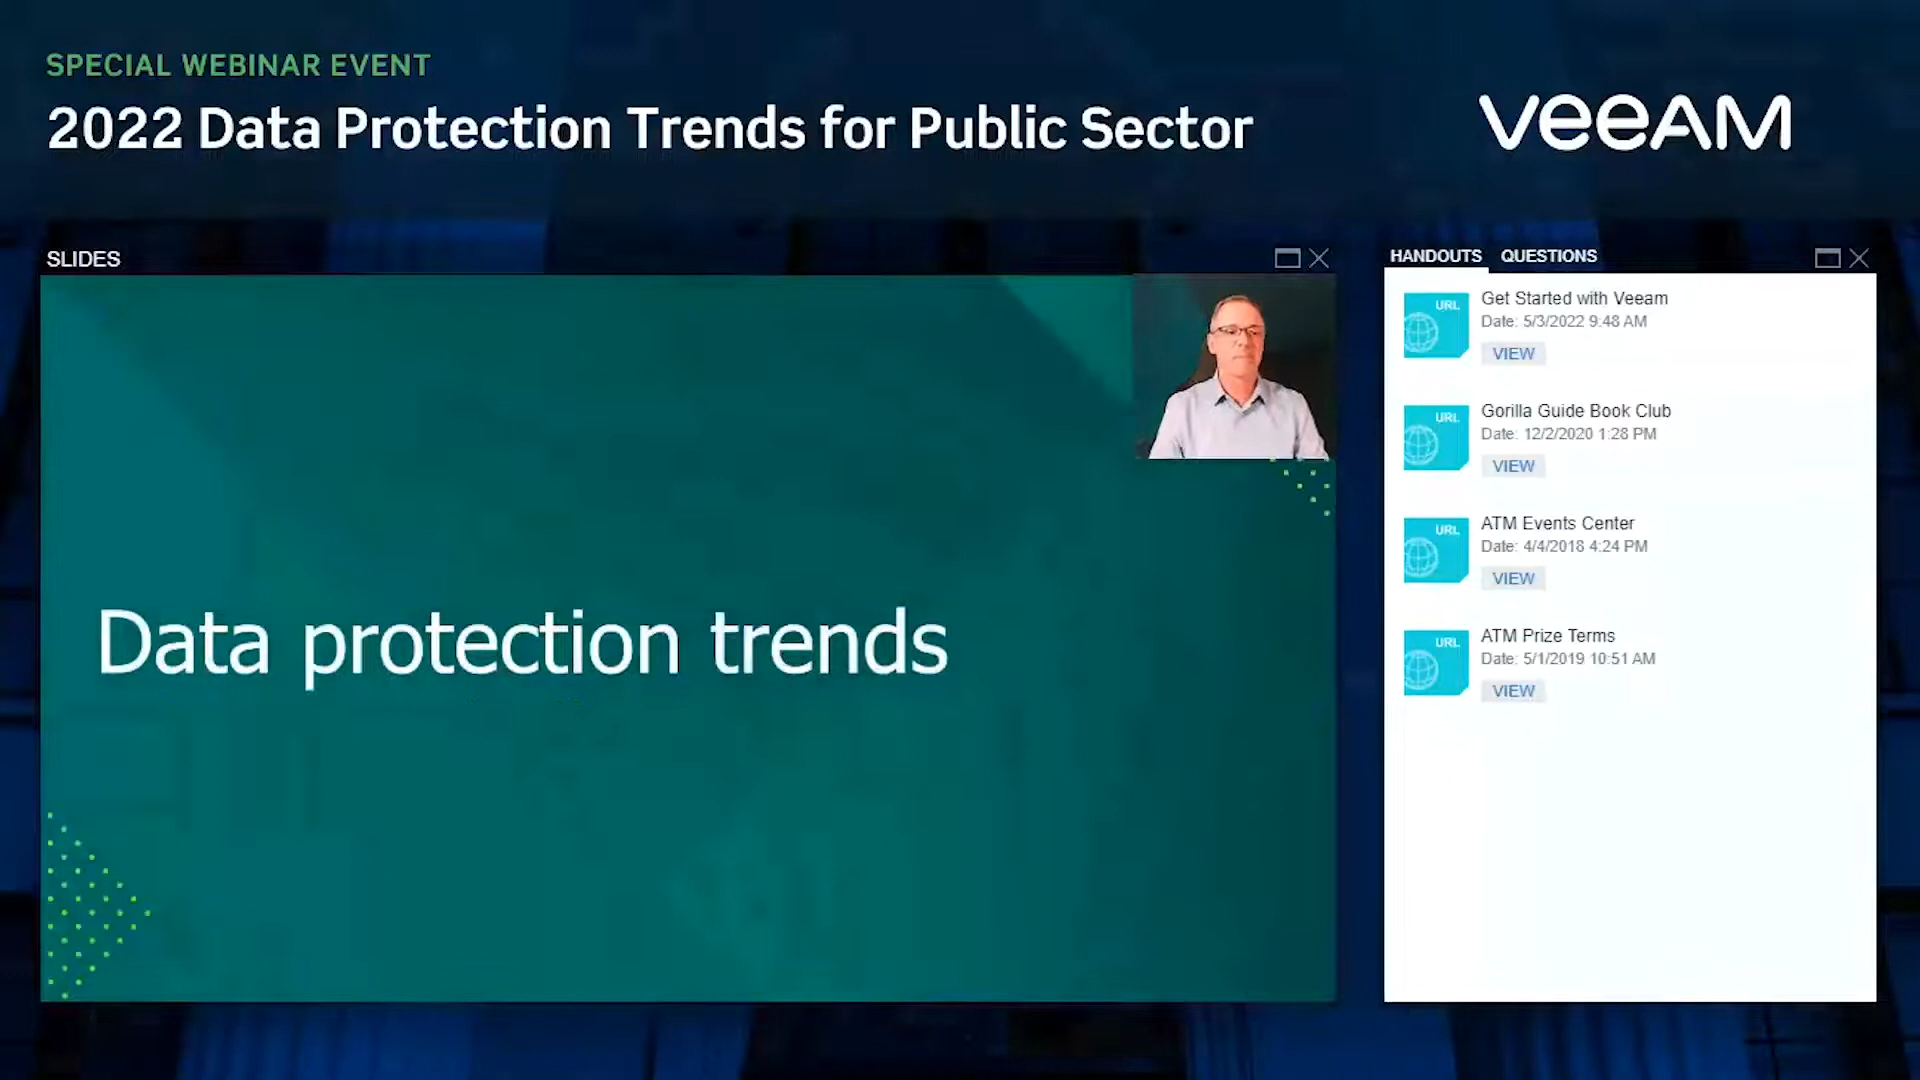 SPECIAL WEBINAR EVENT
2022 Data Protection Trends for Public Sector
veeAM
SLIDES
Data protection trends
HANDOUTS QUESTIONS
URL
Get Started with Veeam
Date: 5/3/2022 9:48 AM
VIEW
URL
Gorilla Guide Book Club
Date: 12/2/2020 1:28 PM
VIEW
URL
ATM Events Center
Date: 4/4/2018 4:24 PM
VIEW
URL
ATM Prize Terms
Date: 5/1/2019 10:51 AM
VIEW